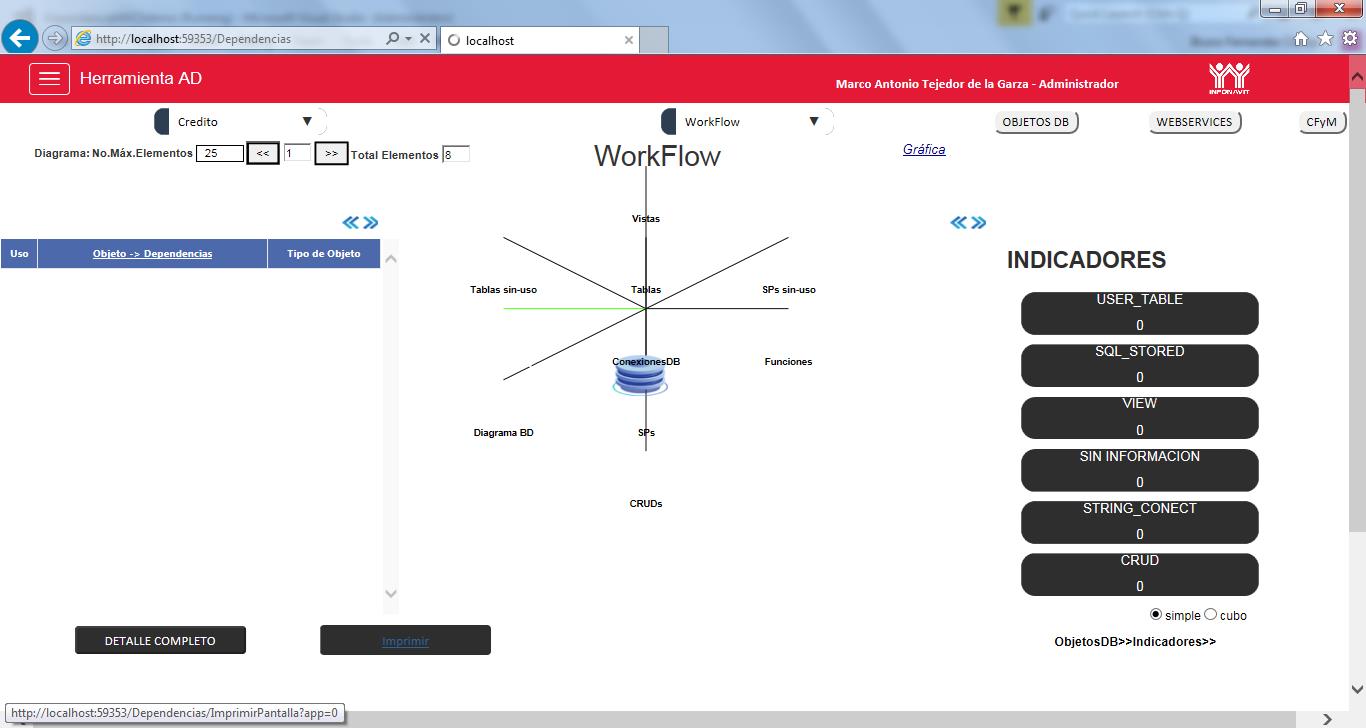 http://localhost:59353/Dependencias
localhost
Herramienta AD
Marco Antonio Tejedor de la Garza - Administrador
INFONAVIT
Credito
WorkFlow
OBJETOS DB
WEBSERVICES
CFyM
Diagrama: No.Máx.Elementos 25 << 1 >> Total Elementos 8
WorkFlow
Gráfica
Vistas
Uso Objeto -> Dependencias Tipo de Objeto
Tablas sin-uso
Tablas
SPs sin-uso
ConexionesDB
Funciones
Diagrama BD
SPs
CRUDs
INDICADORES
USER_TABLE
0
SQL_STORED
0
VIEW
0
SIN INFORMACION
0
STRING_CONECT
0
CRUD
0
simple cubo
ObjetosDB>>Indicadores>>
DETALLE COMPLETO
Imprimir
http://localhost:59353/Dependencias/ImprimirPantalla?app=0